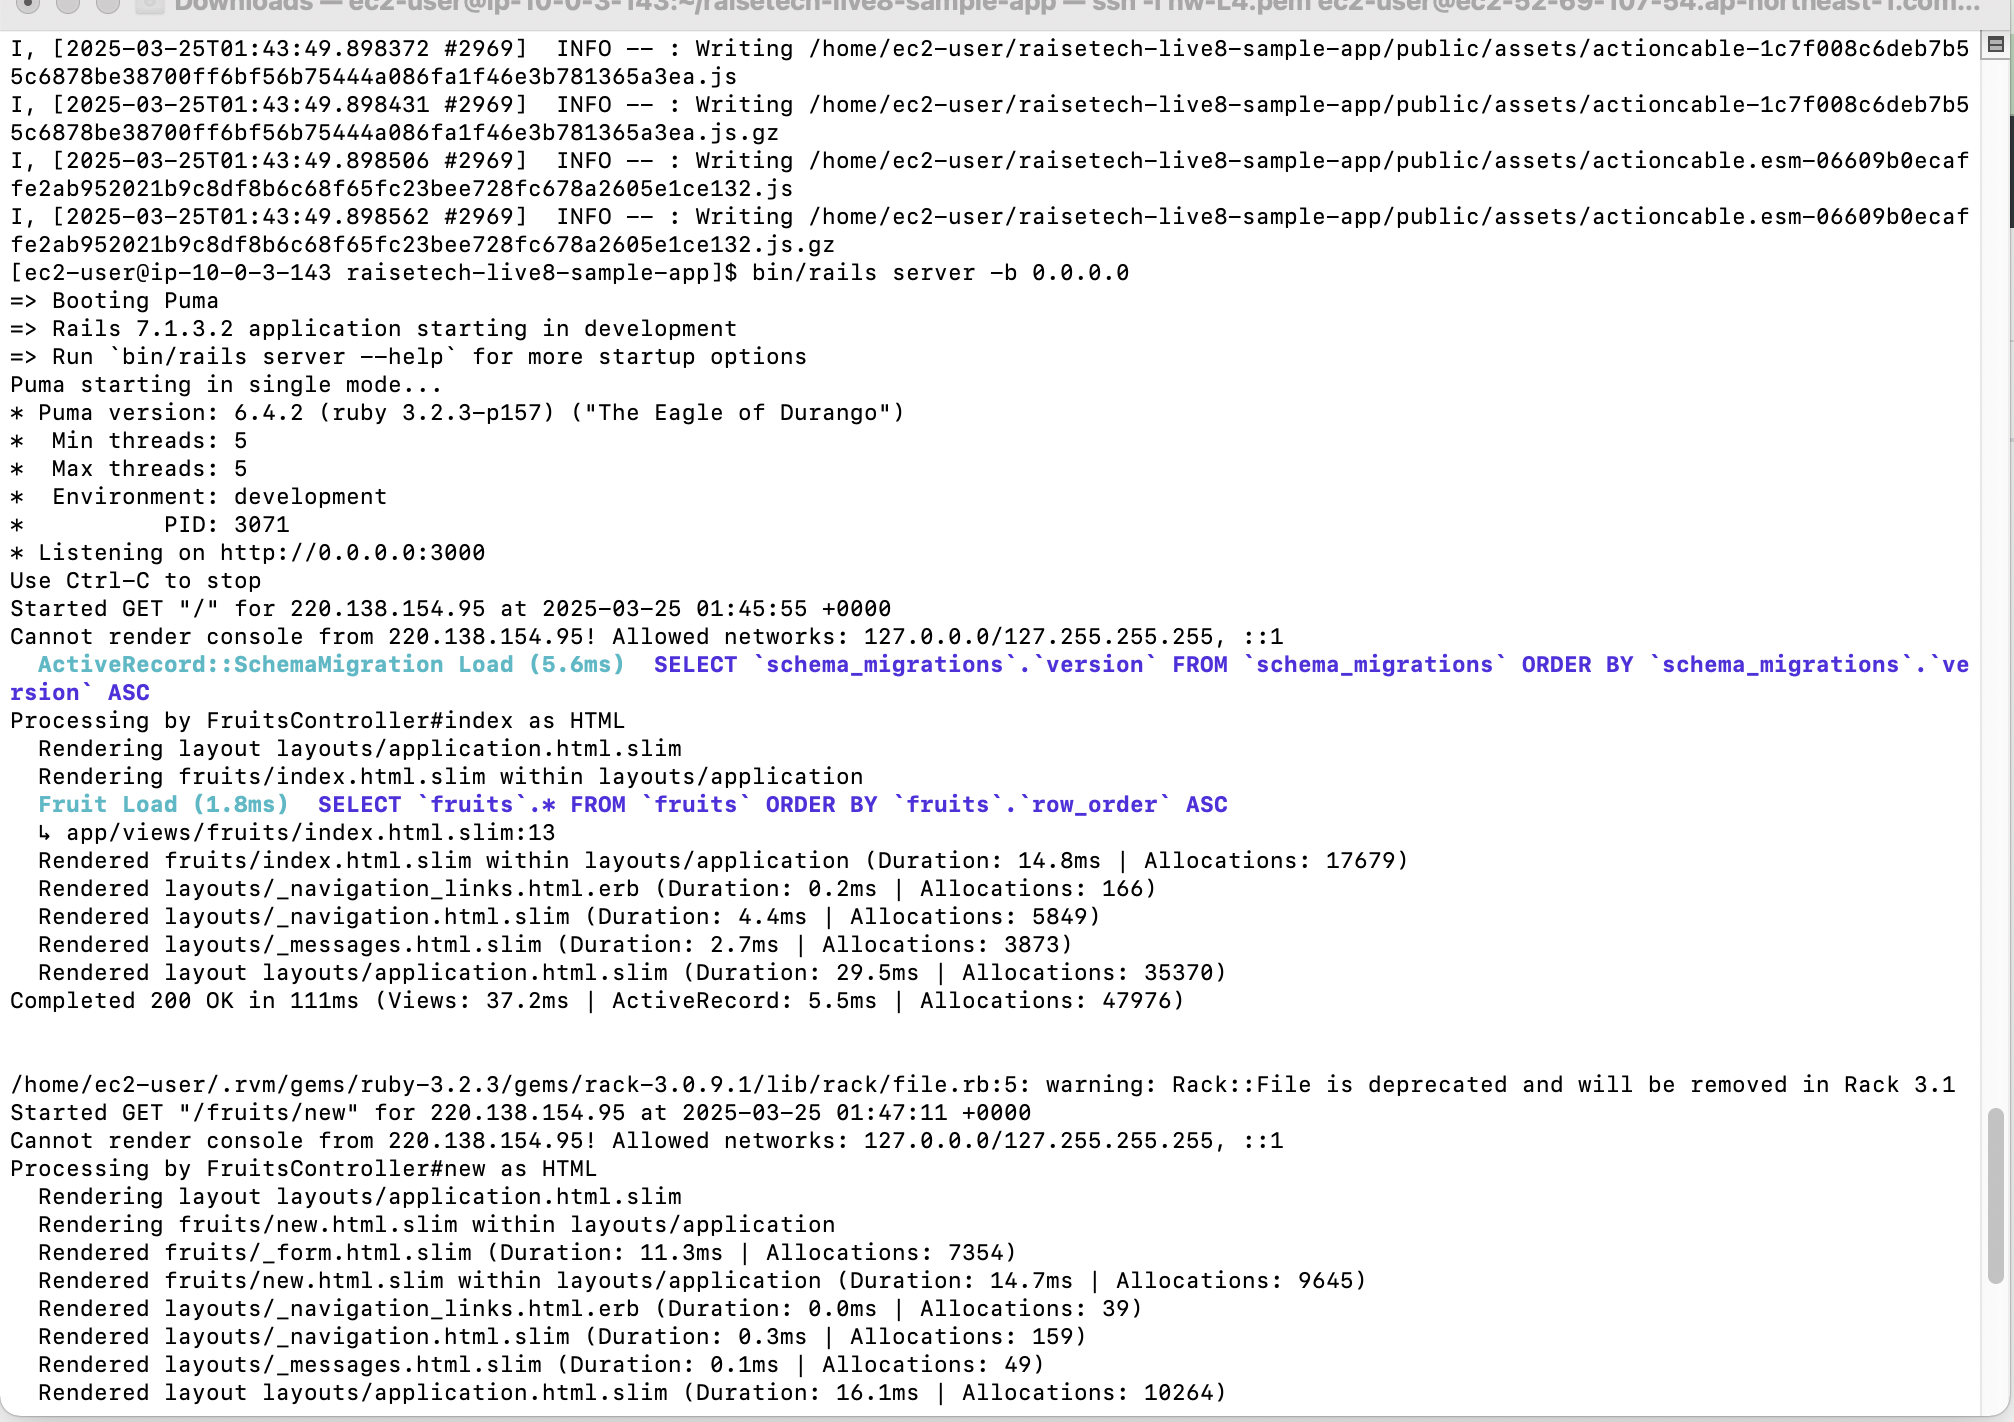 Downloads — ec2-user@ip-10-0-3-143:~/raisetech-live8-sample-app — ssh -i hw-L4.pem ec2-user@ec2-52-69-107-54.ap-northeast-1.com...
I, [2025-03-25T01:43:49.898372 #2969]  INFO -- : Writing /home/ec2-user/raisetech-live8-sample-app/public/assets/actioncable-1c7f008c6deb7b5
5c6878be38700ff6bf56b75444a086fa1f46e3b781365a3ea.js
I, [2025-03-25T01:43:49.898431 #2969]  INFO -- : Writing /home/ec2-user/raisetech-live8-sample-app/public/assets/actioncable-1c7f008c6deb7b5
5c6878be38700ff6bf56b75444a086fa1f46e3b781365a3ea.js.gz
I, [2025-03-25T01:43:49.898506 #2969]  INFO -- : Writing /home/ec2-user/raisetech-live8-sample-app/public/assets/actioncable.esm-06609b0ecaf
fe2ab952021b9c8df8b6c68f65fc23bee728fc678a2605e1ce132.js
I, [2025-03-25T01:43:49.898562 #2969]  INFO -- : Writing /home/ec2-user/raisetech-live8-sample-app/public/assets/actioncable.esm-06609b0ecaf
fe2ab952021b9c8df8b6c68f65fc23bee728fc678a2605e1ce132.js.gz
[ec2-user@ip-10-0-3-143 raisetech-live8-sample-app]$ bin/rails server -b 0.0.0.0
=> Booting Puma
=> Rails 7.1.3.2 application starting in development
=> Run `bin/rails server --help` for more startup options
Puma starting in single mode...
* Puma version: 6.4.2 (ruby 3.2.3-p157) ("The Eagle of Durango")
*  Min threads: 5
*  Max threads: 5
*  Environment: development
*          PID: 3071
* Listening on http://0.0.0.0:3000
Use Ctrl-C to stop
Started GET "/" for 220.138.154.95 at 2025-03-25 01:45:55 +0000
Cannot render console from 220.138.154.95! Allowed networks: 127.0.0.0/127.255.255.255, ::1
  ActiveRecord::SchemaMigration Load (5.6ms)  SELECT `schema_migrations`.`version` FROM `schema_migrations` ORDER BY `schema_migrations`.`ve
rsion` ASC
Processing by FruitsController#index as HTML
  Rendering layout layouts/application.html.slim
  Rendering fruits/index.html.slim within layouts/application
  Fruit Load (1.8ms)  SELECT `fruits`.* FROM `fruits` ORDER BY `fruits`.`row_order` ASC
  ↳ app/views/fruits/index.html.slim:13
  Rendered fruits/index.html.slim within layouts/application (Duration: 14.8ms | Allocations: 17679)
  Rendered layouts/_navigation_links.html.erb (Duration: 0.2ms | Allocations: 166)
  Rendered layouts/_navigation.html.slim (Duration: 4.4ms | Allocations: 5849)
  Rendered layouts/_messages.html.slim (Duration: 2.7ms | Allocations: 3873)
  Rendered layout layouts/application.html.slim (Duration: 29.5ms | Allocations: 35370)
Completed 200 OK in 111ms (Views: 37.2ms | ActiveRecord: 5.5ms | Allocations: 47976)
/home/ec2-user/.rvm/gems/ruby-3.2.3/gems/rack-3.0.9.1/lib/rack/file.rb:5: warning: Rack::File is deprecated and will be removed in Rack 3.1
Started GET "/fruits/new" for 220.138.154.95 at 2025-03-25 01:47:11 +0000
Cannot render console from 220.138.154.95! Allowed networks: 127.0.0.0/127.255.255.255, ::1
Processing by FruitsController#new as HTML
  Rendering layout layouts/application.html.slim
  Rendering fruits/new.html.slim within layouts/application
  Rendered fruits/_form.html.slim (Duration: 11.3ms | Allocations: 7354)
  Rendered fruits/new.html.slim within layouts/application (Duration: 14.7ms | Allocations: 9645)
  Rendered layouts/_navigation_links.html.erb (Duration: 0.0ms | Allocations: 39)
  Rendered layouts/_navigation.html.slim (Duration: 0.3ms | Allocations: 159)
  Rendered layouts/_messages.html.slim (Duration: 0.1ms | Allocations: 49)
  Rendered layout layouts/application.html.slim (Duration: 16.1ms | Allocations: 10264)